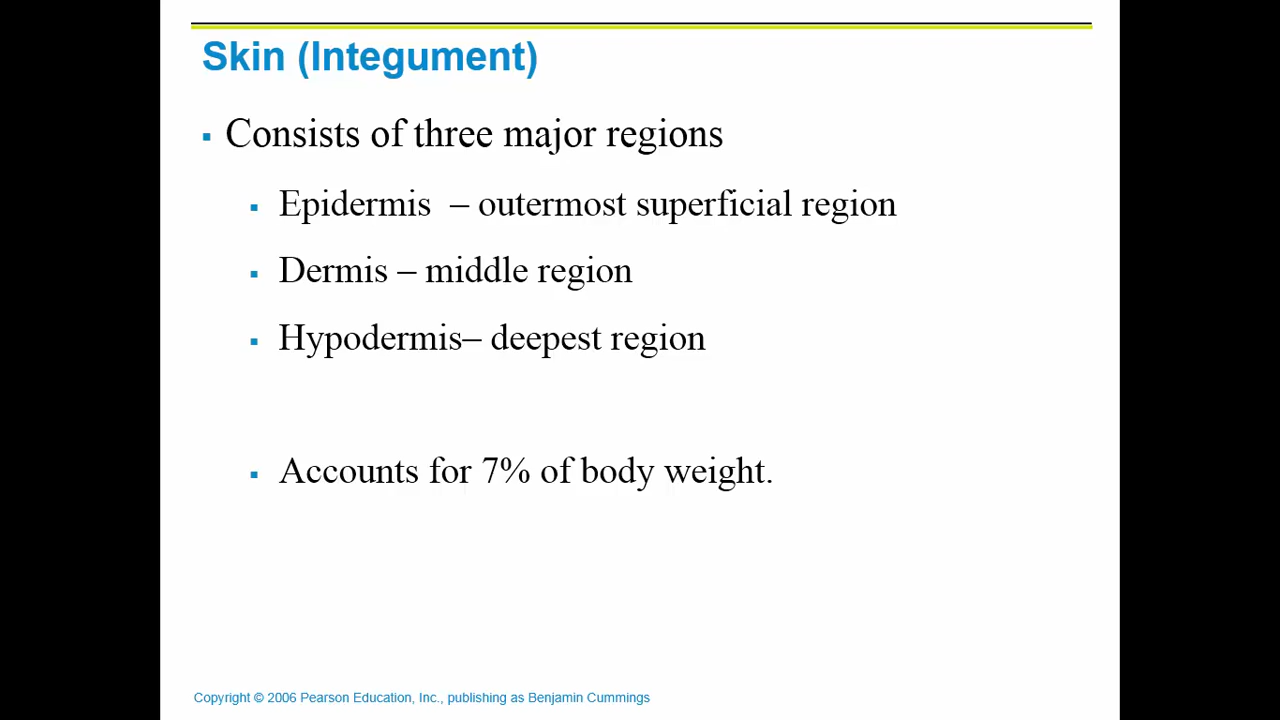 Skin (Integument)
▪ Consists of three major regions
▪ Epidermis – outermost superficial region
▪ Dermis – middle region
▪ Hypodermis– deepest region
▪ Accounts for 7% of body weight.
Copyright © 2006 Pearson Education, Inc., publishing as Benjamin Cummings